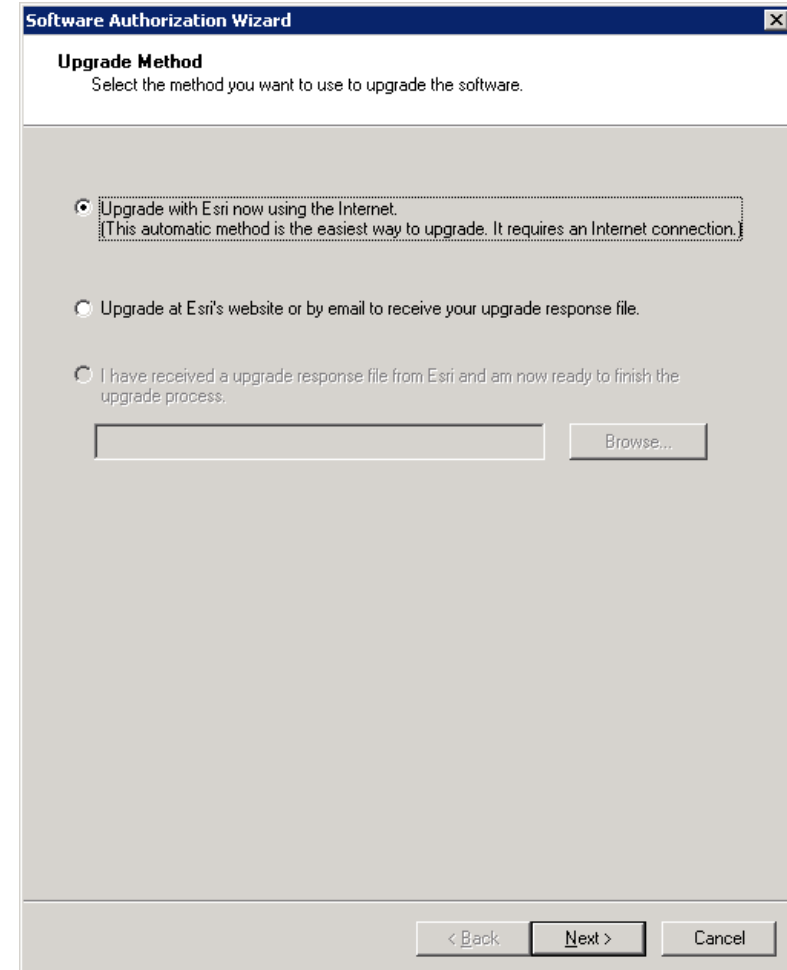 Software Authorization Wizard
Upgrade Method
Select the method you want to use to upgrade the software.
Upgrade with Esri now using the Internet.
(This automatic method is the easiest way to upgrade. It requires an Internet connection.)
Upgrade at Esri's website or by email to receive your upgrade response file.
I have received a upgrade response file from Esri and am now ready to finish the
upgrade process.
Browse...
< Back Next > Cancel